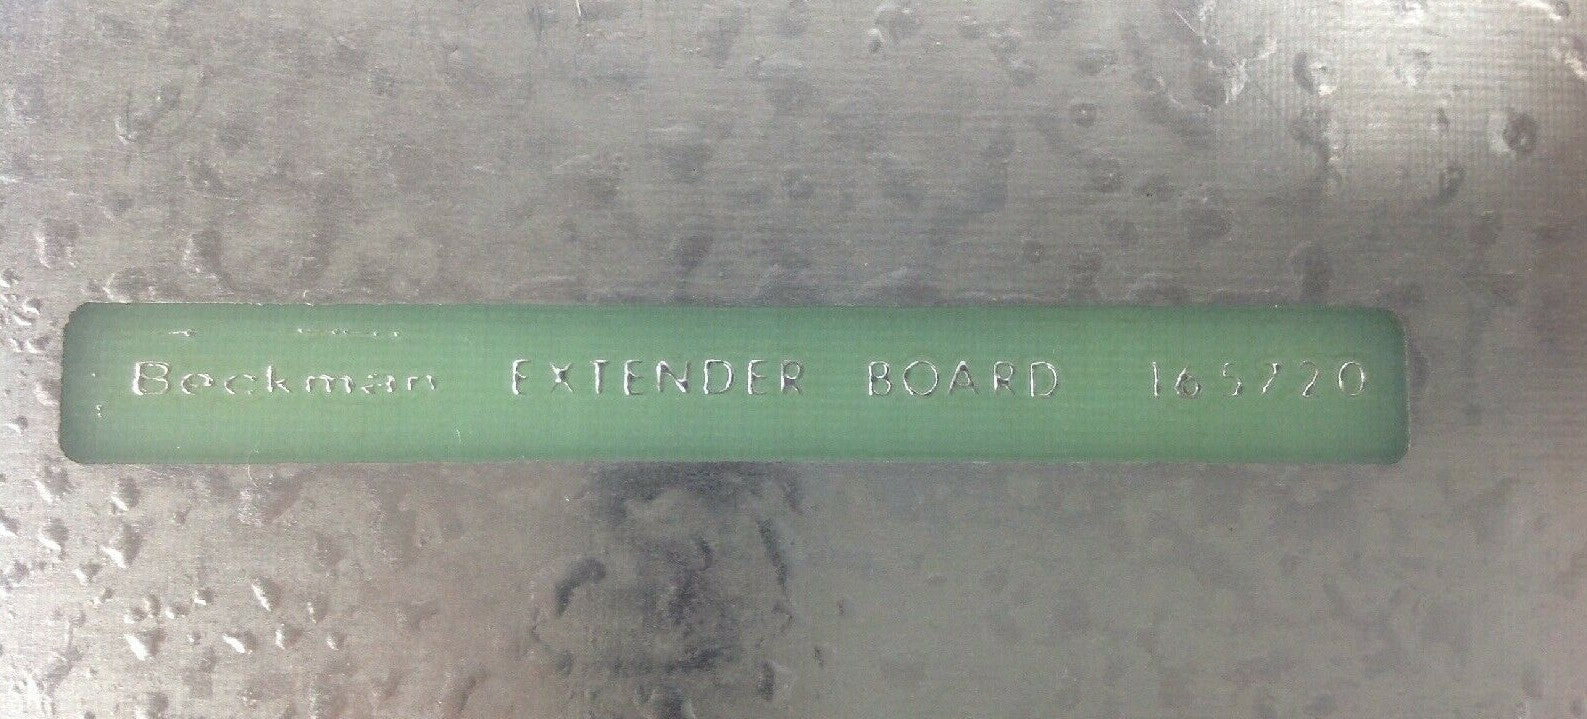 Beckman EXTENDER BOARD 165720